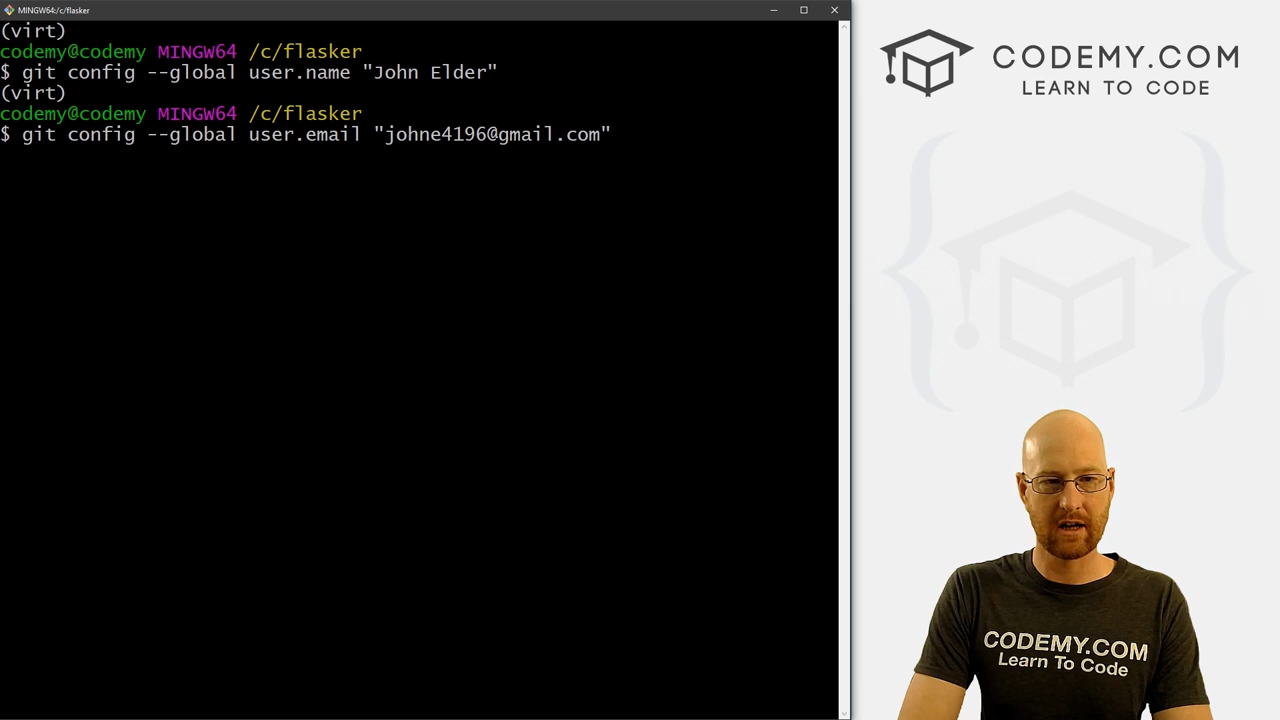 MINGW64:/c/flasker
(virt)
codemy@codemy MINGW64 /c/flasker
$ git config --global user.name "John Elder"
(virt)
codemy@codemy MINGW64 /c/flasker
$ git config --global user.email "johne4196@gmail.com"
CODEMY.COM
LEARN TO CODE
CODEMY.COM
Learn To Code